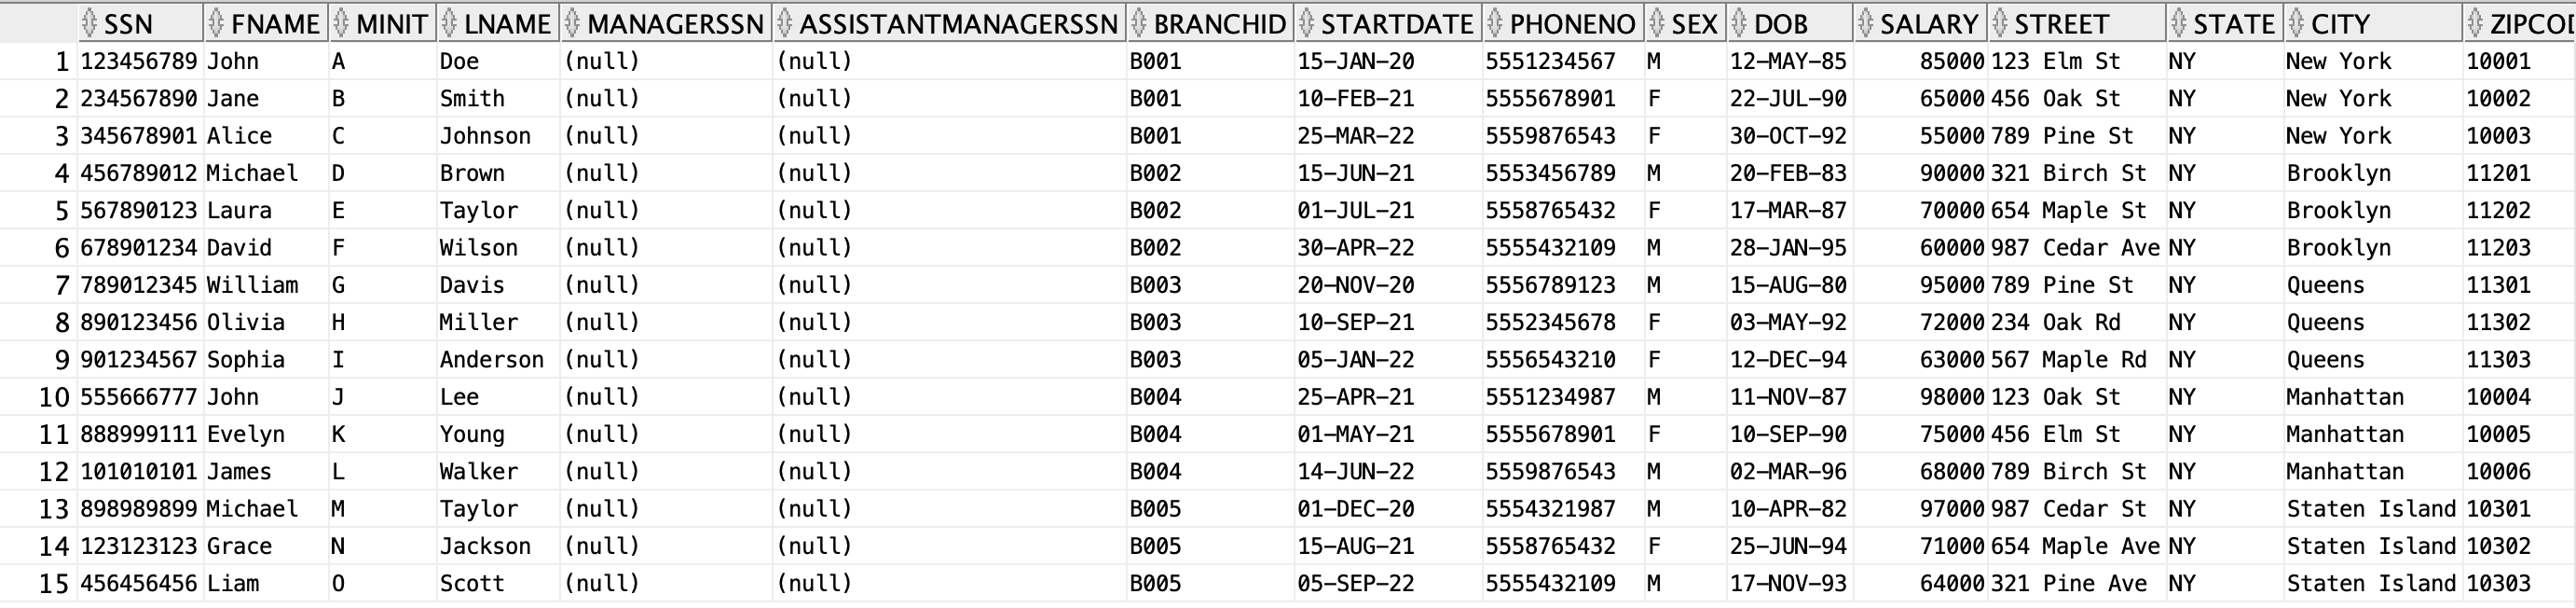 SSN FNAME MINIT LNAME MANAGERSSN ASSISTANTMANAGERSSN BRANCHID STARTDATE PHONENO SEX DOB SALARY STREET STATE CITY ZIPCOD
1 123456789 John A Doe (null) (null) B001 15-JAN-20 5551234567 M 12-MAY-85 85000 123 Elm St NY New York 10001
2 234567890 Jane B Smith (null) (null) B001 10-FEB-21 5555678901 F 22-JUL-90 65000 456 Oak St NY New York 10002
3 345678901 Alice C Johnson (null) (null) B001 25-MAR-22 5559876543 F 30-OCT-92 55000 789 Pine St NY New York 10003
4 456789012 Michael D Brown (null) (null) B002 15-JUN-21 5553456789 M 20-FEB-83 90000 321 Birch St NY Brooklyn 11201
5 567890123 Laura E Taylor (null) (null) B002 01-JUL-21 5558765432 F 17-MAR-87 70000 654 Maple St NY Brooklyn 11202
6 678901234 David F Wilson (null) (null) B002 30-APR-22 5555432109 M 28-JAN-95 60000 987 Cedar Ave NY Brooklyn 11203
7 789012345 William G Davis (null) (null) B003 20-NOV-20 5556789123 M 15-AUG-80 95000 789 Pine St NY Queens 11301
8 890123456 Olivia H Miller (null) (null) B003 10-SEP-21 5552345678 F 03-MAY-92 72000 234 Oak Rd NY Queens 11302
9 901234567 Sophia I Anderson (null) (null) B003 05-JAN-22 5556543210 F 12-DEC-94 63000 567 Maple Rd NY Queens 11303
10 555666777 John J Lee (null) (null) B004 25-APR-21 5551234987 M 11-NOV-87 98000 123 Oak St NY Manhattan 10004
11 888999111 Evelyn K Young (null) (null) B004 01-MAY-21 5555678901 F 10-SEP-90 75000 456 Elm St NY Manhattan 10005
12 101010101 James L Walker (null) (null) B004 14-JUN-22 5559876543 M 02-MAR-96 68000 789 Birch St NY Manhattan 10006
13 898989899 Michael M Taylor (null) (null) B005 01-DEC-20 5554321987 M 10-APR-82 97000 987 Cedar St NY Staten Island 10301
14 123123123 Grace N Jackson (null) (null) B005 15-AUG-21 5558765432 F 25-JUN-94 71000 654 Maple Ave NY Staten Island 10302
15 456456456 Liam O Scott (null) (null) B005 05-SEP-22 5555432109 M 17-NOV-93 64000 321 Pine Ave NY Staten Island 10303